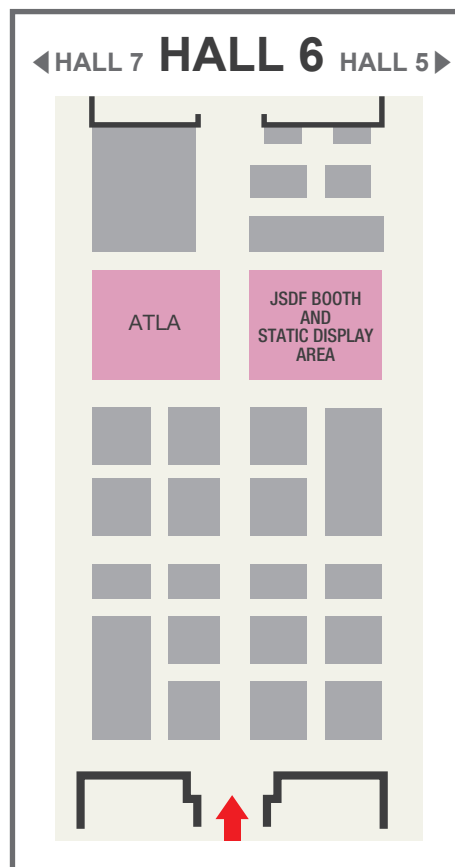 HALL 7 HALL 6 HALL 5
ATLA
JSDF BOOTH
AND
STATIC DISPLAY
AREA